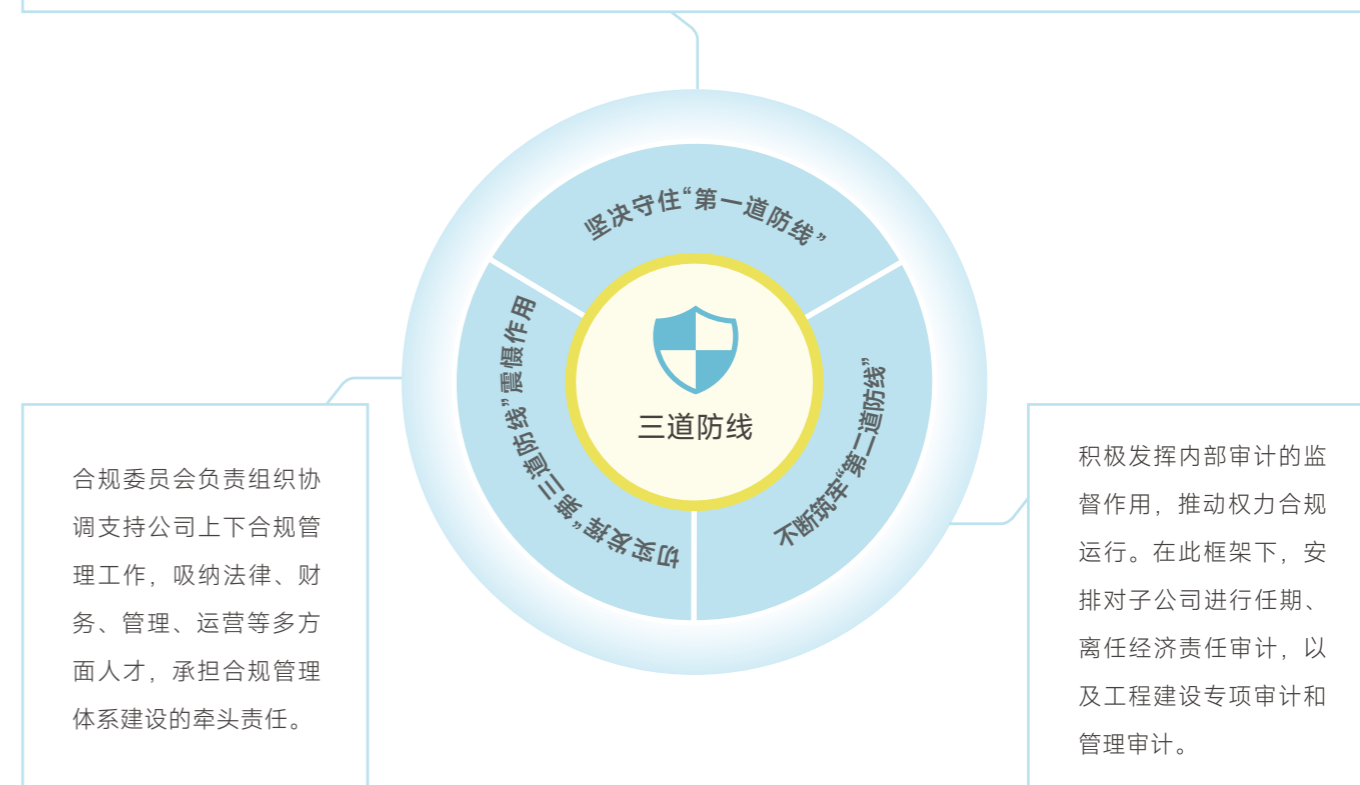 坚决守住“第一道防线”
切实发挥“第三道防线”震慑作用
不断筑牢“第二道防线”
三道防线
合规委员会负责组织协
调支持公司上下合规管
理工作，吸纳法律、财
务、管理、运营等多方
面人才，承担合规管理
体系建设的牵头责任。
积极发挥内部审计的监
督作用，推动权力合规
运行。在此框架下，安
排对子公司进行任期、
离任经济责任审计，以
及工程建设专项审计和
管理审计。